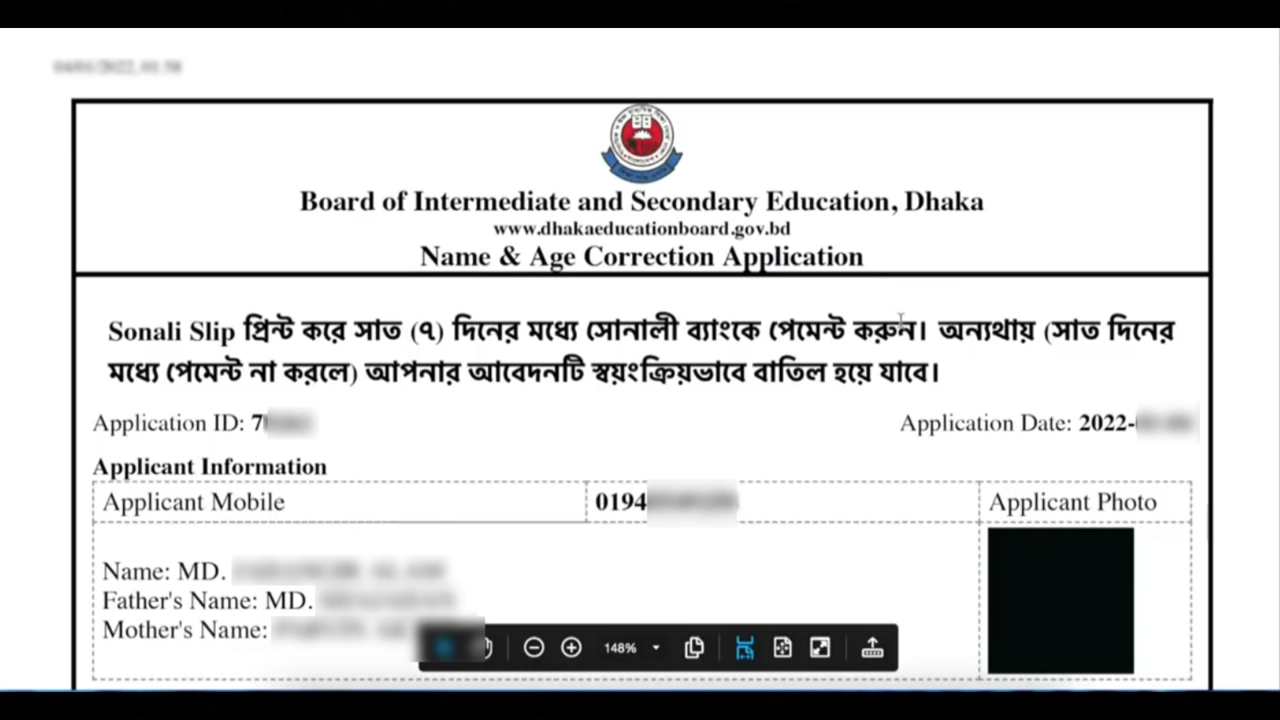 Board of Intermediate and Secondary Education, Dhaka
www.dhakaeducationboard.gov.bd
Name & Age Correction Application
Sonali Slip প্রিন্ট করে সাত (৭) দিনের মধ্যে সোনালী ব্যাংকে পেমেন্ট করুন। অন্যথায় (সাত দিনের
মধ্যে পেমেন্ট না করলে) আপনার আবেদনটি স্বয়ংক্রিয়ভাবে বাতিল হয়ে যাবে।
Application ID: 7
Application Date: 2022-
Applicant Information
Applicant Mobile 0194 Applicant Photo
Name: MD.
Father's Name: MD.
Mother's Name:
148%